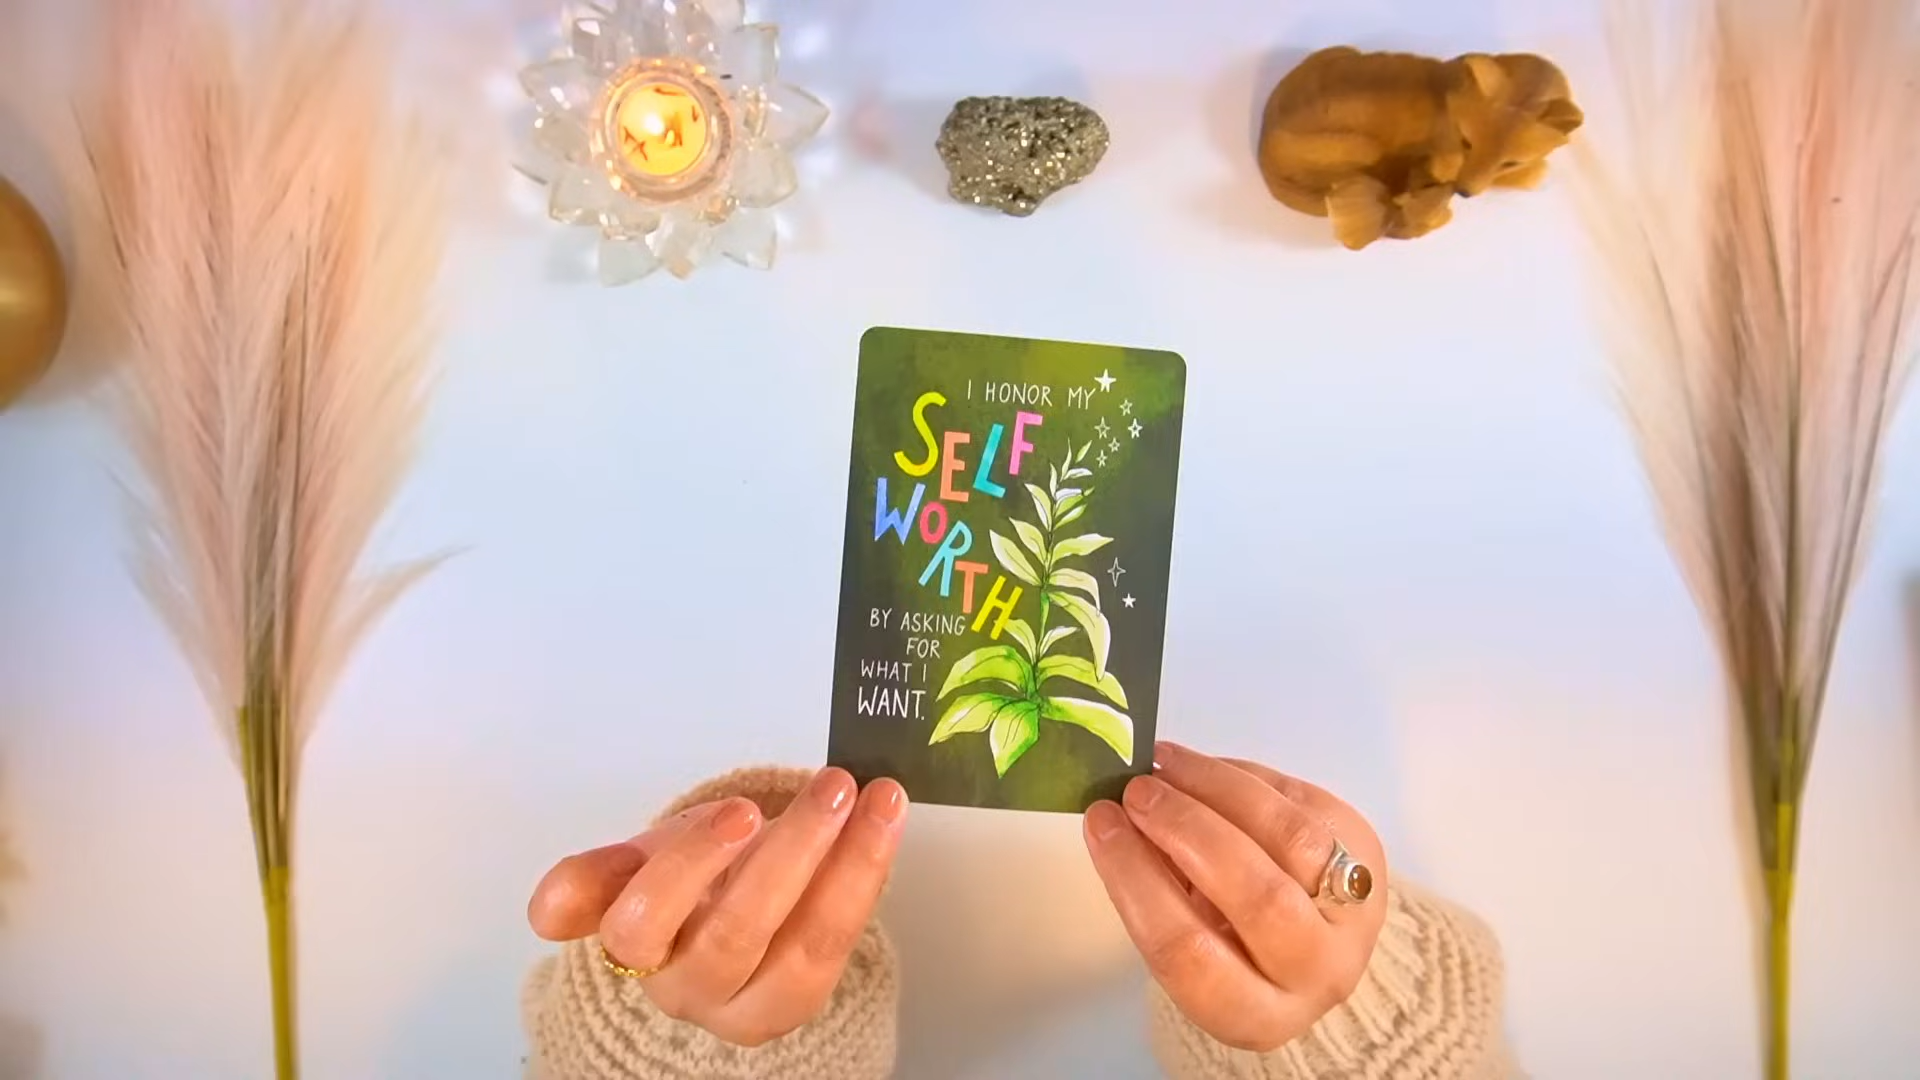 I HONOR MY
SELF
WORTH
BY ASKING
FOR
WHAT I
WANT.